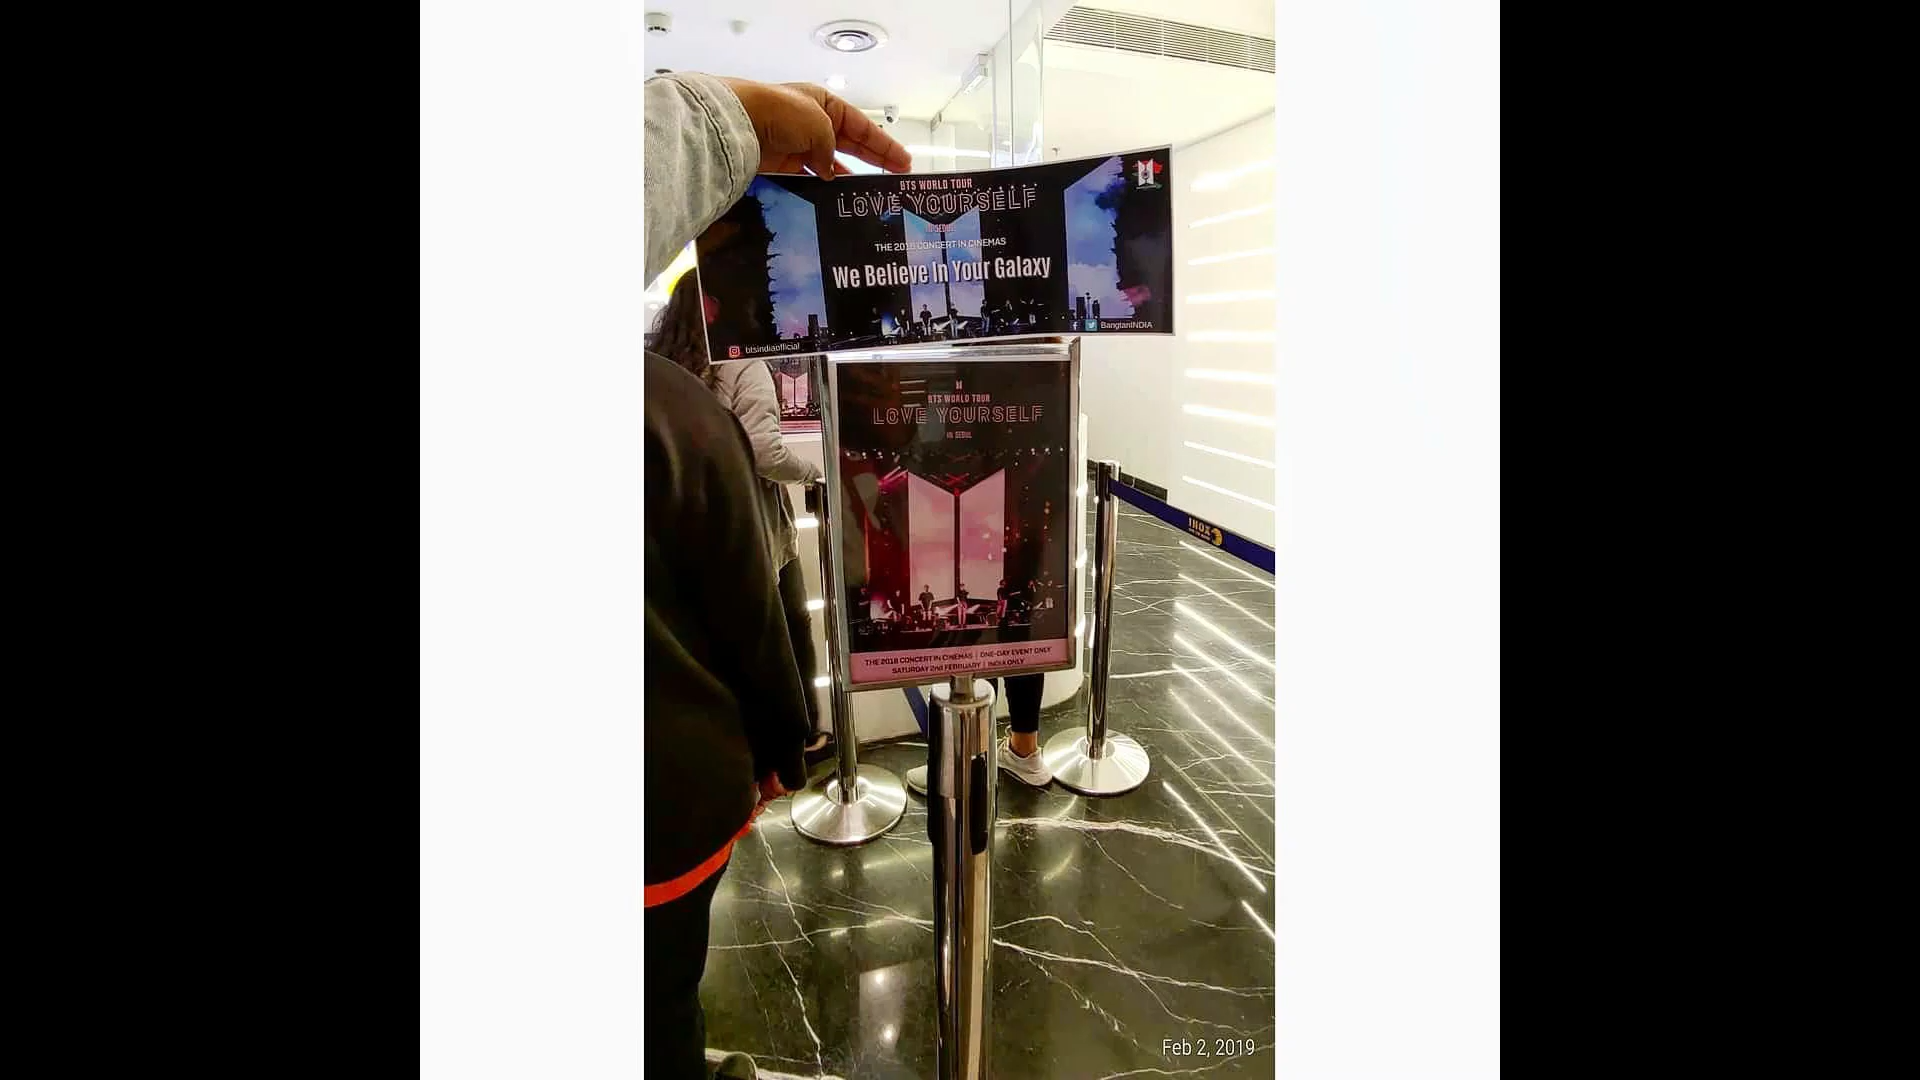 BTS WORLD TOUR
LOVE YOURSELF
IN SEOUL
THE 2018 CONCERT IN CINEMAS
We Believe In Your Galaxy
BangtanINDIA
btsindiaofficial
BTS WORLD TOUR
LOVE YOURSELF
IN SEOUL
THE 2018 CONCERT IN CINEMAS | ONE-DAY EVENT ONLY
SATURDAY 2nd FEBRUARY | INDIA ONLY
INOX
Feb 2, 2019